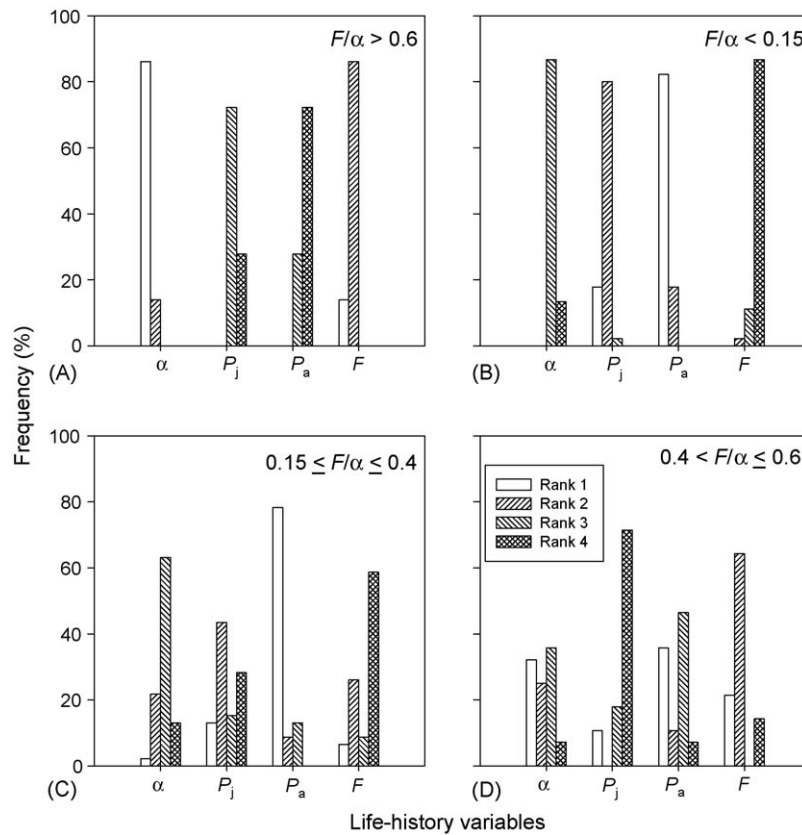 F/α > 0.6
F/α < 0.15
100
80
60
40
20
0
(A)
α
Pj
Pa
F
(B)
α
Pj
Pa
F
Frequency (%)
0.15 ≤ F/α ≤ 0.4
0.4 < F/α ≤ 0.6
100
80
60
40
20
0
Rank 1
Rank 2
Rank 3
Rank 4
(C)
α
Pj
Pa
F
(D)
α
Pj
Pa
F
Life-history variables